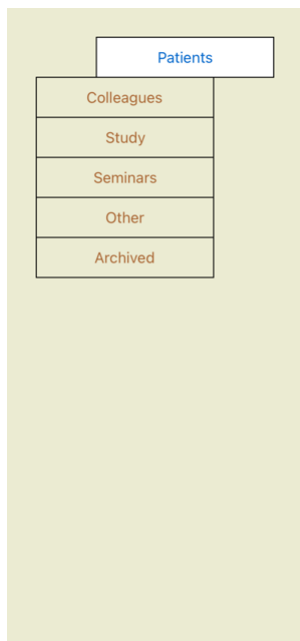 Patients
Colleagues
Study
Seminars
Other
Archived